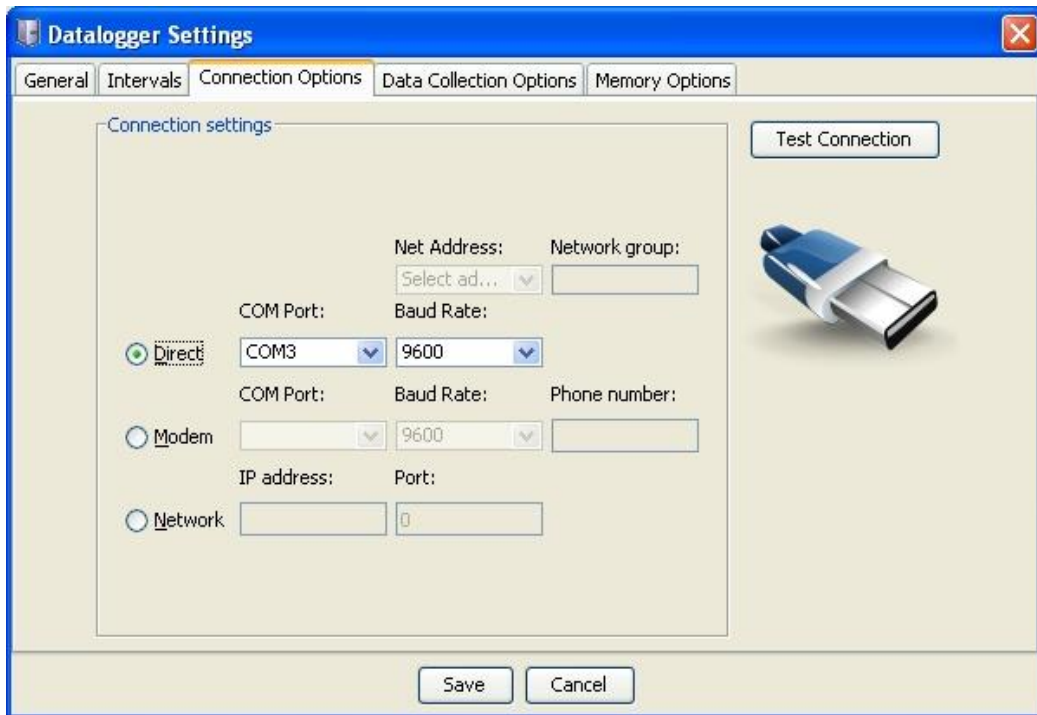 Datalogger Settings
General Intervals Connection Options Data Collection Options Memory Options
Connection settings
Test Connection
Net Address: Network group:
Select ad...
COM Port: Baud Rate:
Direct COM3 9600
COM Port: Baud Rate: Phone number:
Modem 9600
IP address: Port:
Network 0
Save Cancel